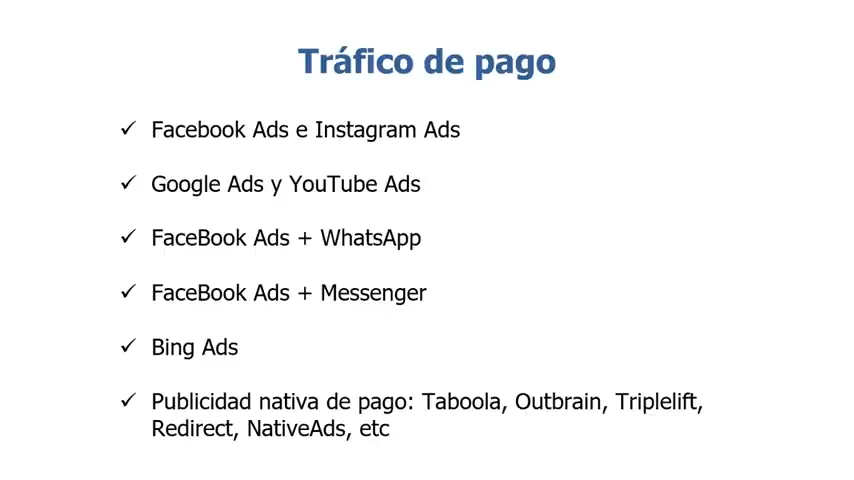 Tráfico de pago
✓ Facebook Ads e Instagram Ads
✓ Google Ads y YouTube Ads
✓ FaceBook Ads + WhatsApp
✓ FaceBook Ads + Messenger
✓ Bing Ads
✓ Publicidad nativa de pago: Taboola, Outbrain, Triplelift,
Redirect, NativeAds, etc